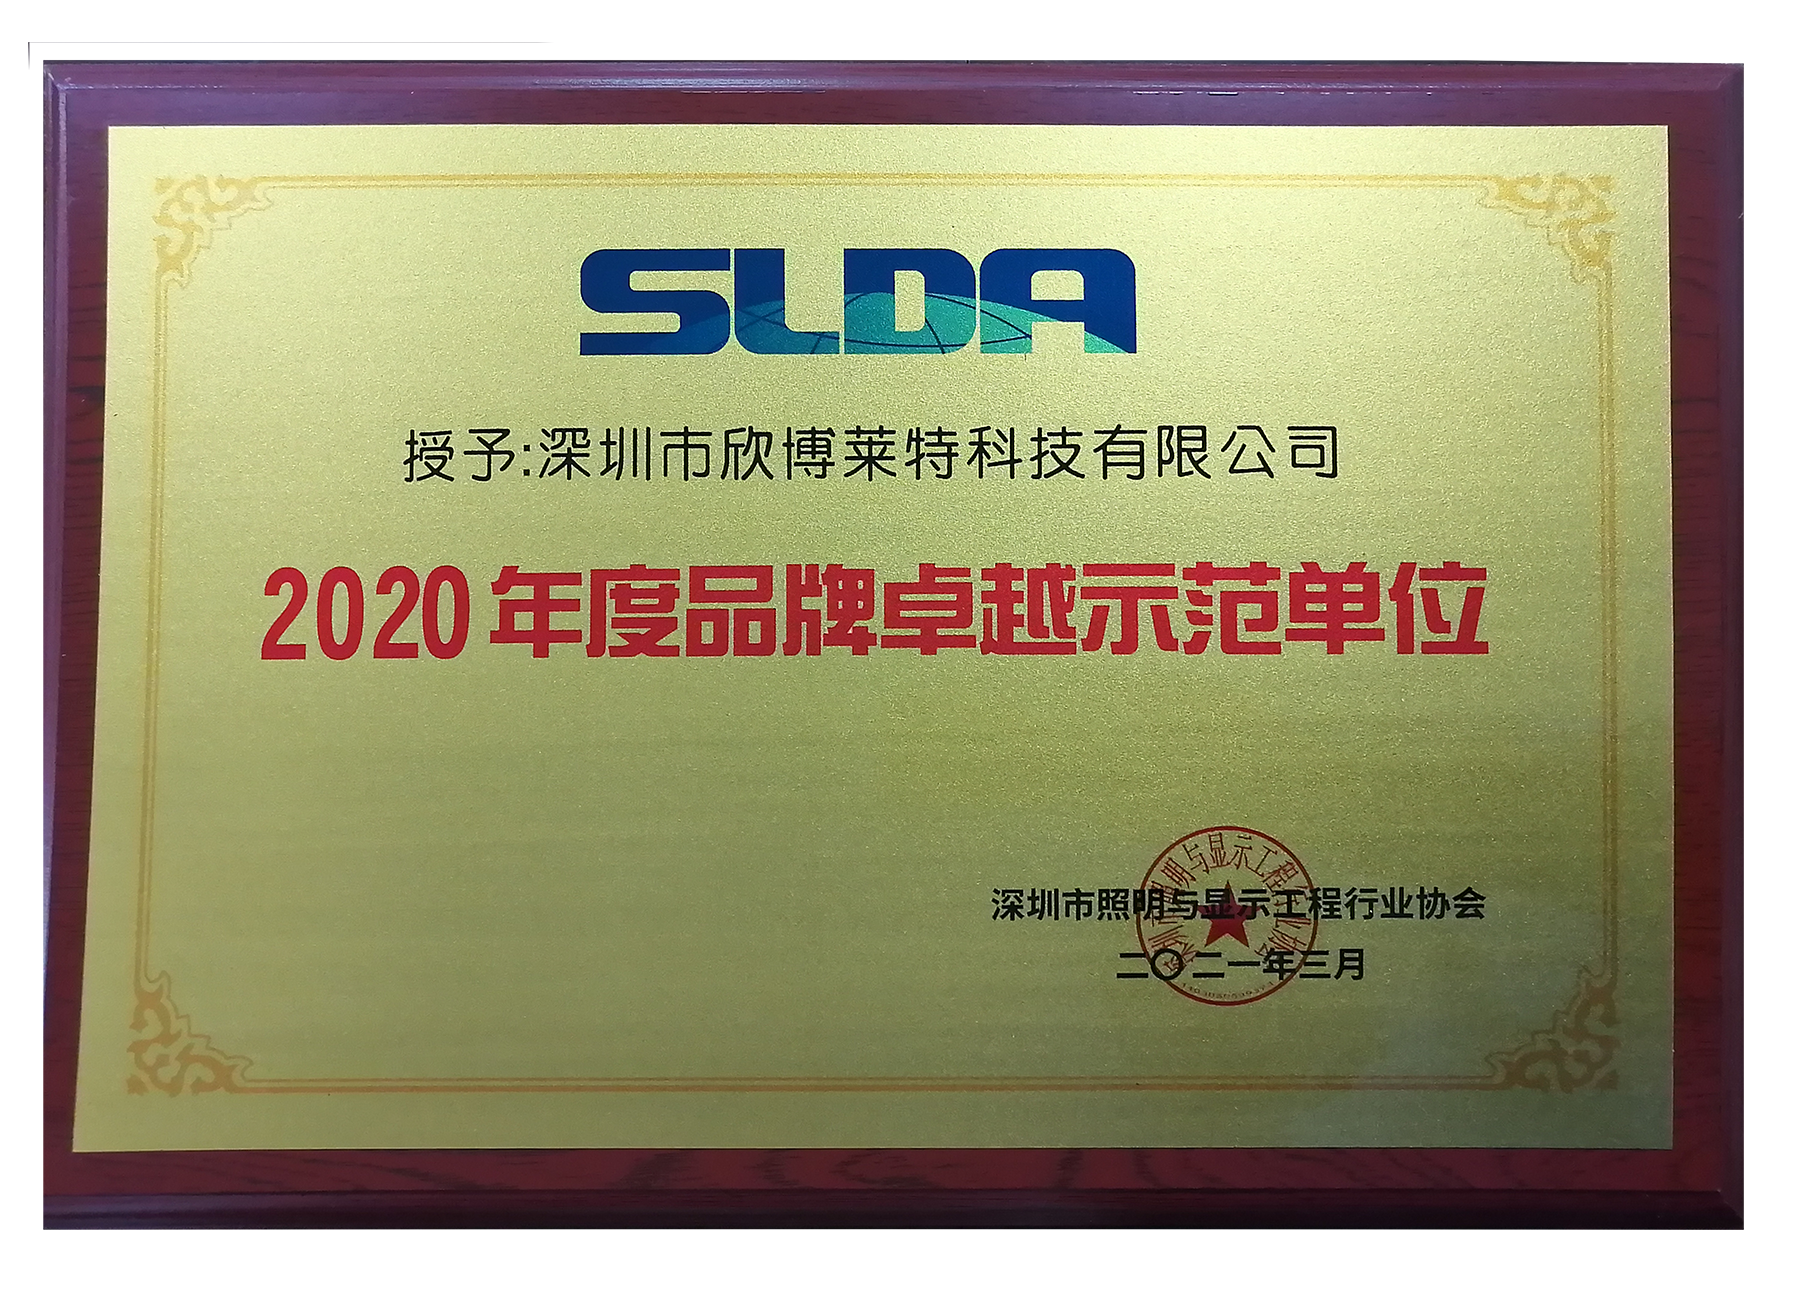 SLDA
授予:深圳市欣博莱特科技有限公司
2020年度品牌卓越示范单位
深圳市照明与显示工程行业协会
二〇二一年三月